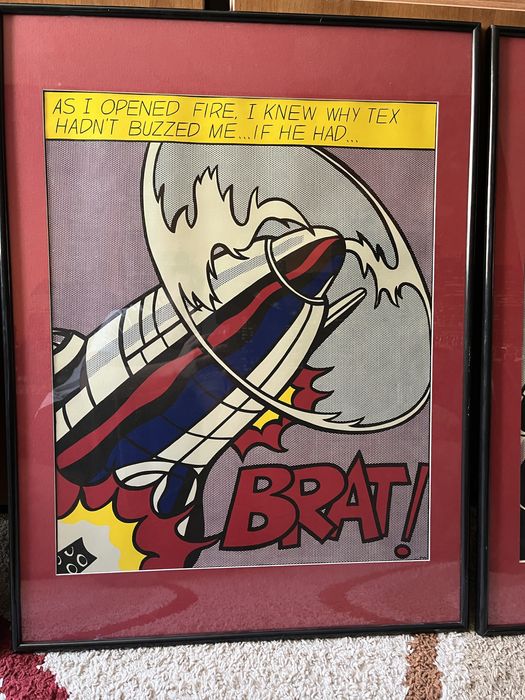 AS I OPENED FIRE, I KNEW WHY TEX
HADN'T BUZZED ME...IF HE HAD...
BRAT!